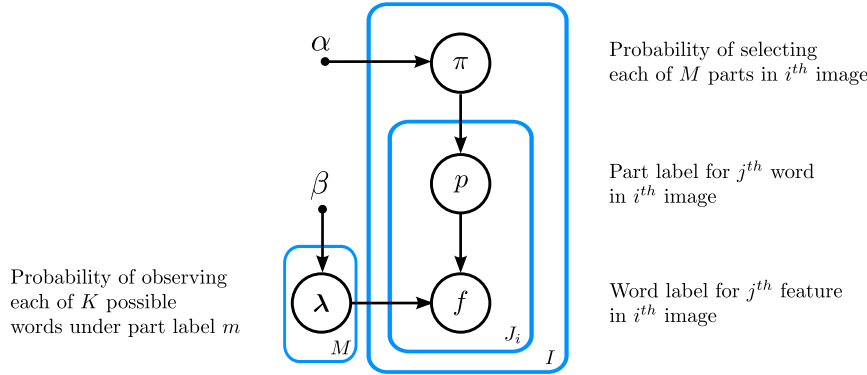 α
π
Probability of selecting
each of M parts in i^{th} image
p
Part label for j^{th} word
in i^{th} image
β
Probability of observing
each of K possible
words under part label m
λ
M
f
J_i
I
Word label for j^{th} feature
in i^{th} image